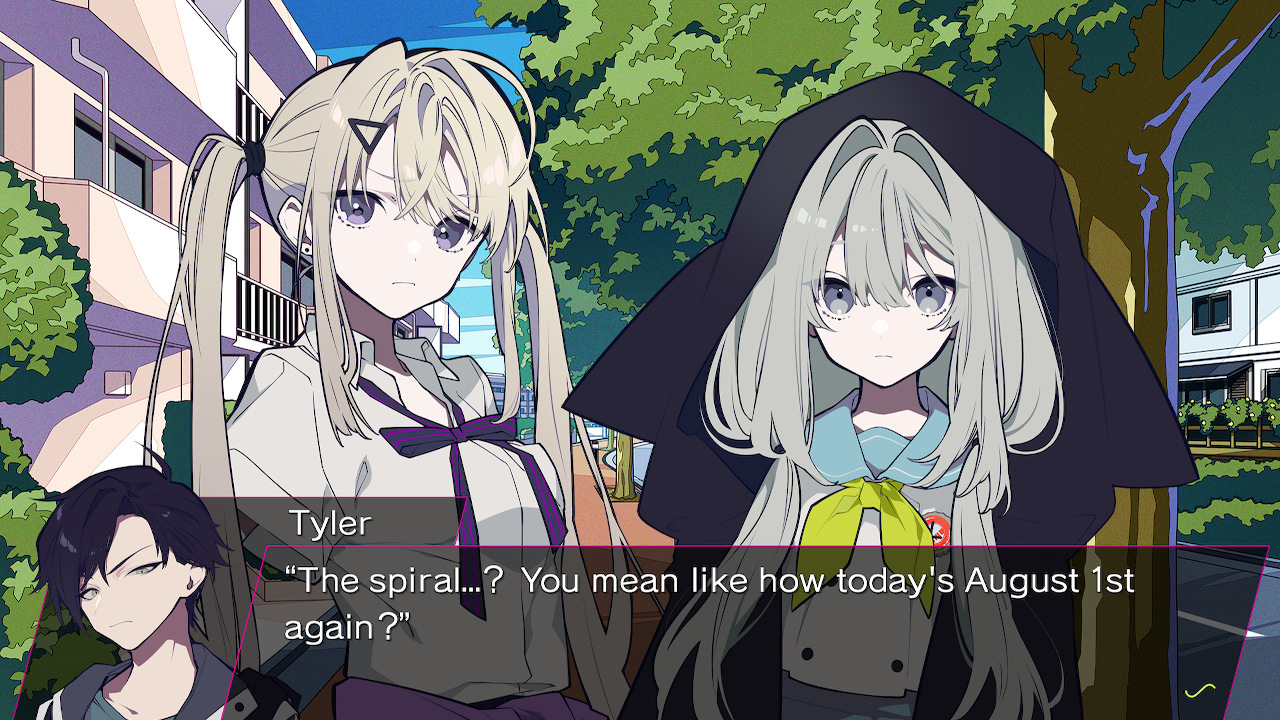 Tyler
“The spiral...? You mean like how today's August 1st
again?”